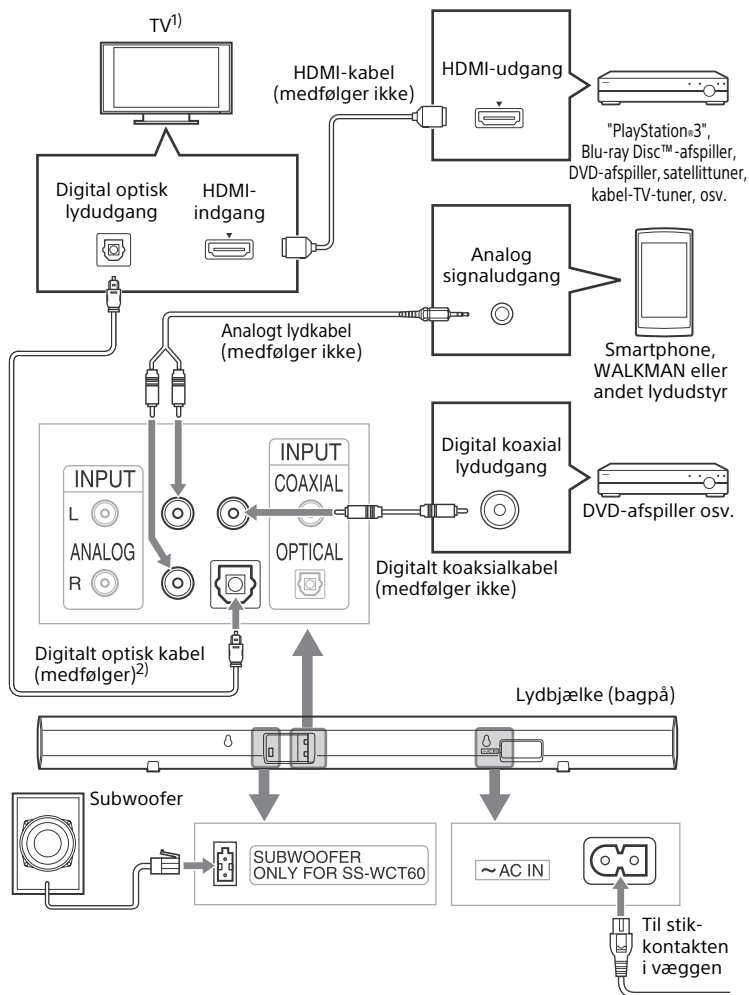 TV1)
HDMI-kabel
(medfølger ikke)
HDMI-udgang
"PlayStation®3",
Blu-ray Disc™-afspiller,
DVD-afspiller, satellittuner,
kabel-TV-tuner, osv.
Digital optisk
lydudgang
HDMI-
indgang
Analog
signaludgang
Analogt lydkabel
(medfølger ikke)
Smartphone,
WALKMAN eller
andet lydudstyr
INPUT
L
ANALOG
R
INPUT
COAXIAL
OPTICAL
Digital koaxial
lydudgang
DVD-afspiller osv.
Digitalt koaksialkabel
(medfølger ikke)
Digitalt optisk kabel
(medfølger)2)
Lydbjælke (bagpå)
Subwoofer
SUBWOOFER
ONLY FOR SS-WCT60
~ AC IN
Til stik-
kontakten
i væggen